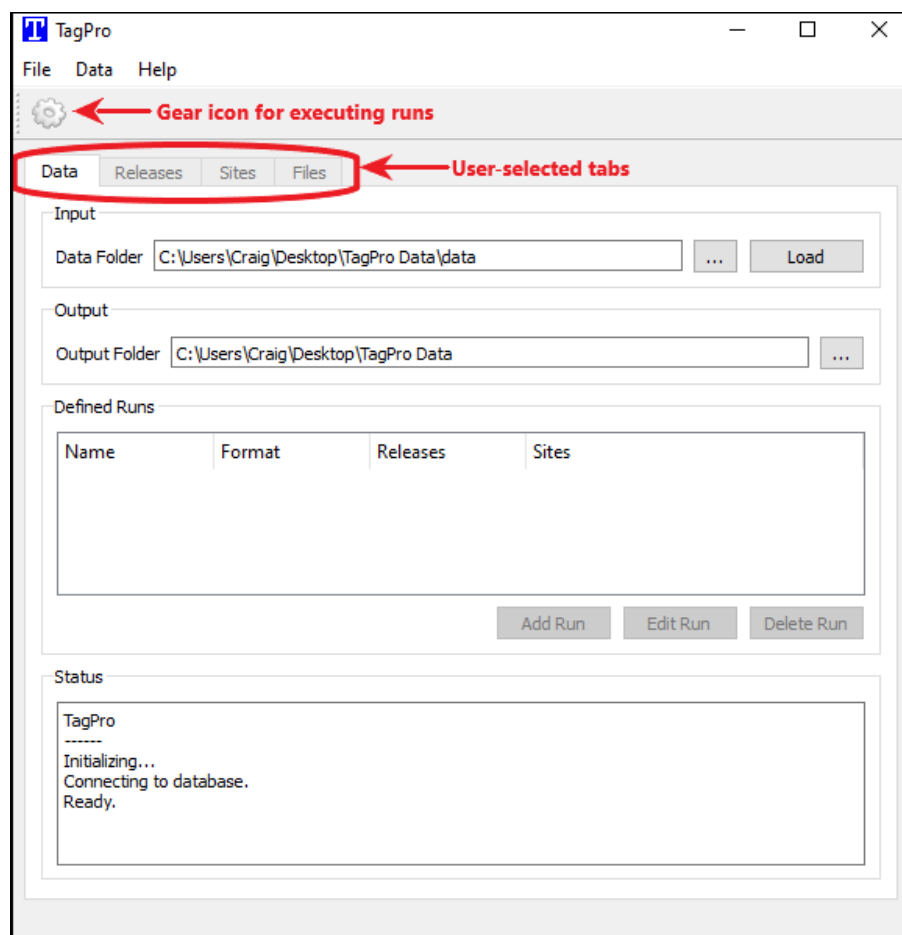 TagPro
File Data Help
Gear icon for executing runs
Data Releases Sites Files
User-selected tabs
Input
Data Folder C:\Users\Craig\Desktop\TagPro Data\data ... Load
Output
Output Folder C:\Users\Craig\Desktop\TagPro Data ...
Defined Runs
Name Format Releases Sites
Add Run Edit Run Delete Run
Status
TagPro
------
Initializing...
Connecting to database.
Ready.